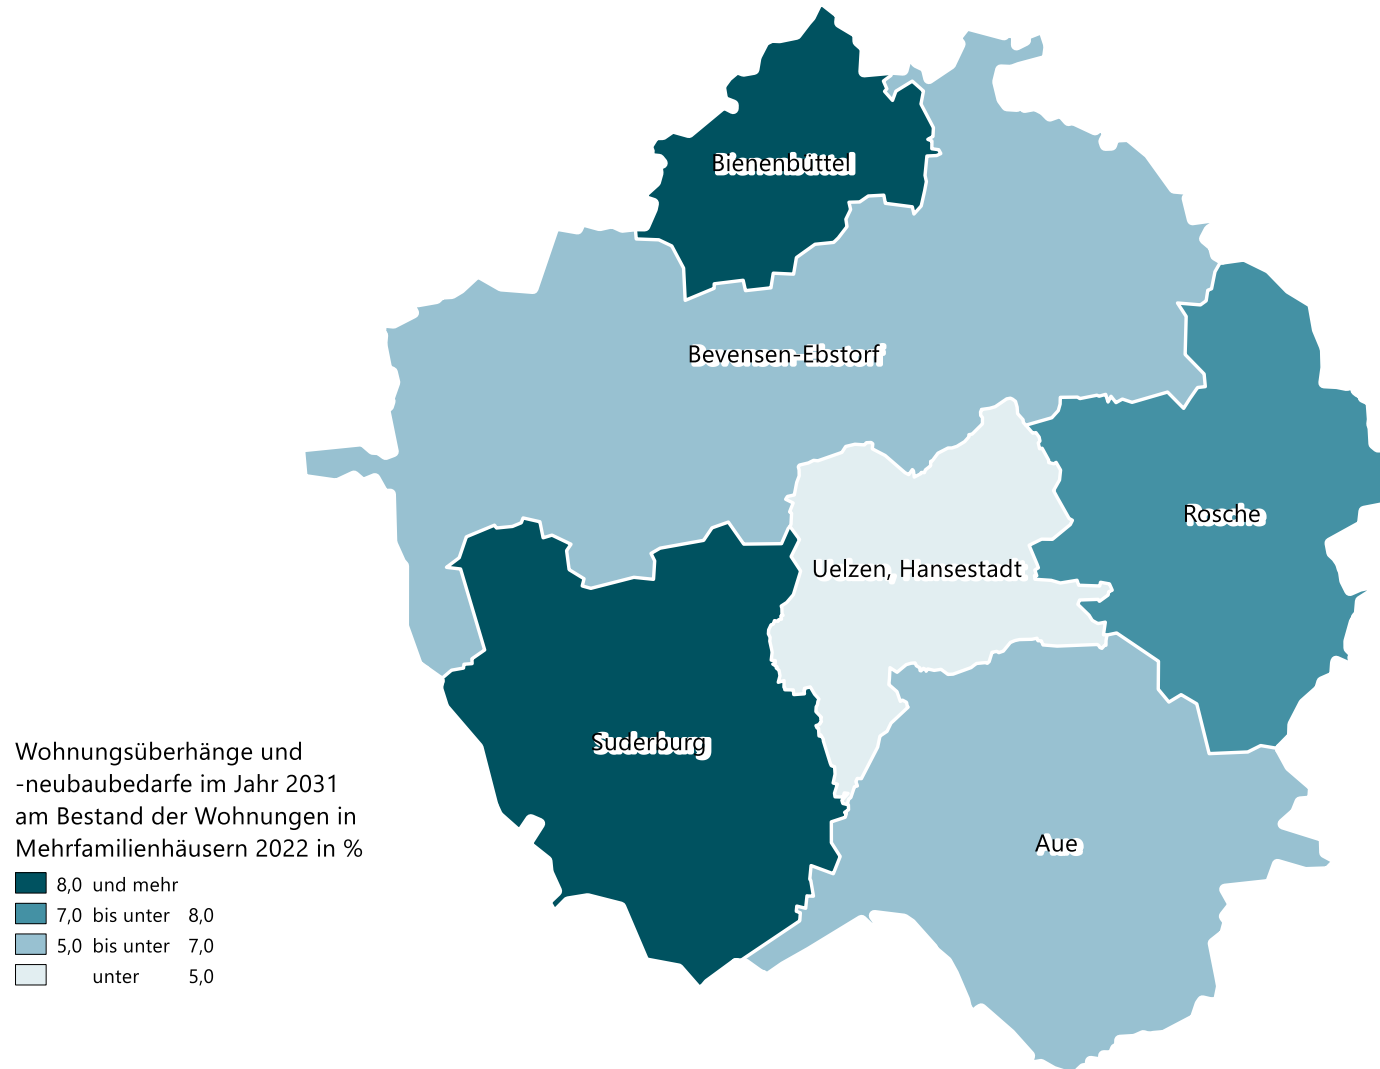 Bienenbüttel
Bevensen-Ebstorf
Rosche
Uelzen, Hansestadt
Suderburg
Aue
Wohnungsüberhänge und
-neubaubedarfe im Jahr 2031
am Bestand der Wohnungen in
Mehrfamilienhäusern 2022 in %
8,0 und mehr
7,0 bis unter 8,0
5,0 bis unter 7,0
unter 5,0